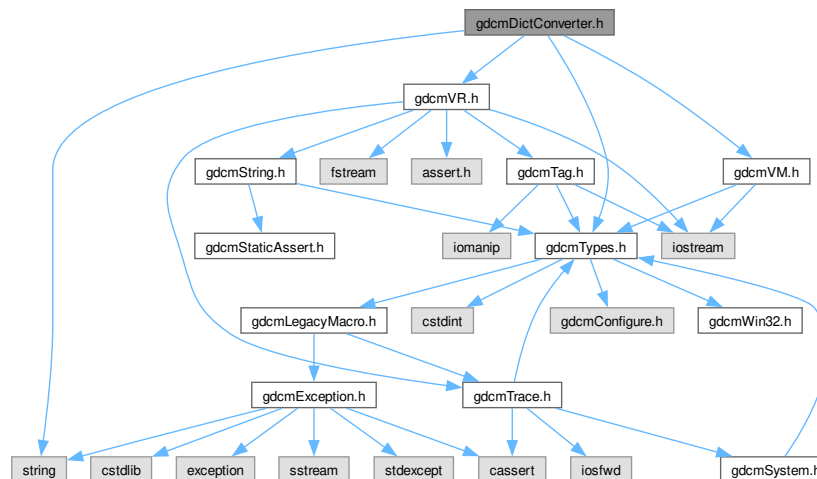 gdcmDictConverter.h
gdcmVR.h
gdcmString.h
fstream
assert.h
gdcmTag.h
gdcmVM.h
gdcmStaticAssert.h
iomanip
gdcmTypes.h
iostream
gdcmLegacyMacro.h
cstdint
gdcmConfigure.h
gdcmWin32.h
gdcmException.h
gdcmTrace.h
string
cstdlib
exception
sstream
stdexcept
cassert
iosfwd
gdcmSystem.h